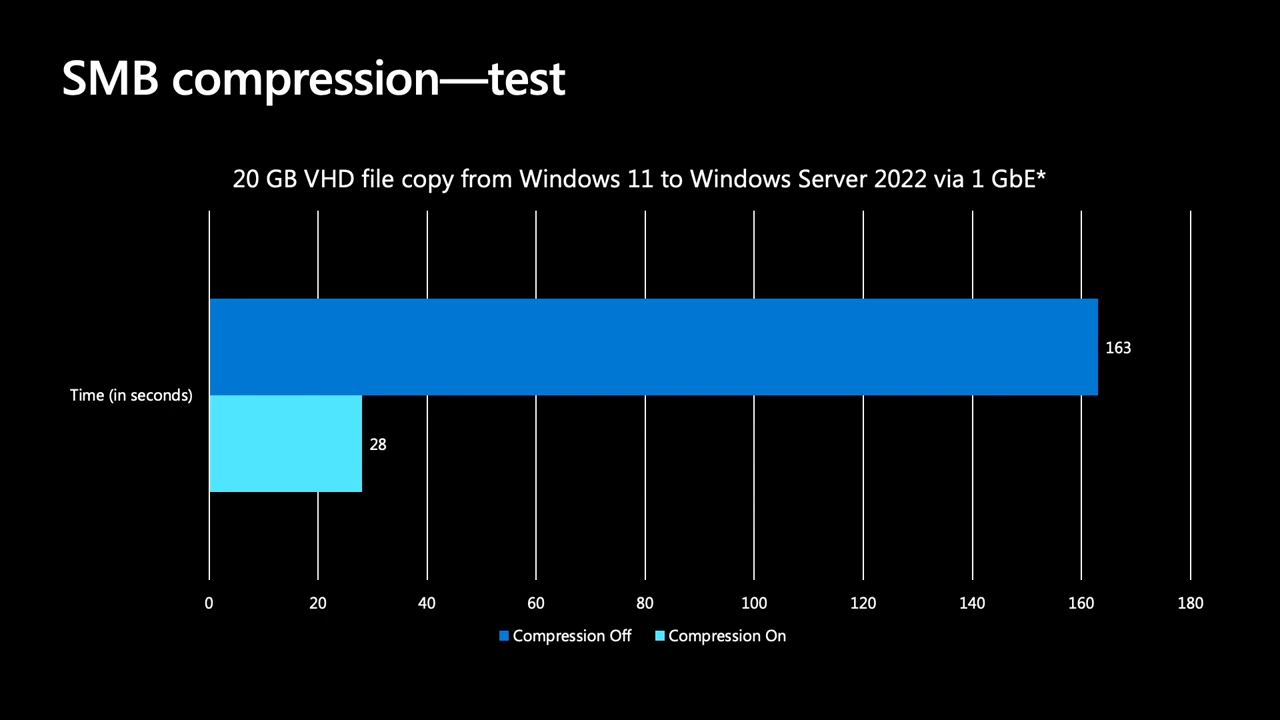 SMB compression—test
20 GB VHD file copy from Windows 11 to Windows Server 2022 via 1 GbE*
163
Time (in seconds)
28
0 20 40 60 80 100 120 140 160 180
Compression Off Compression On